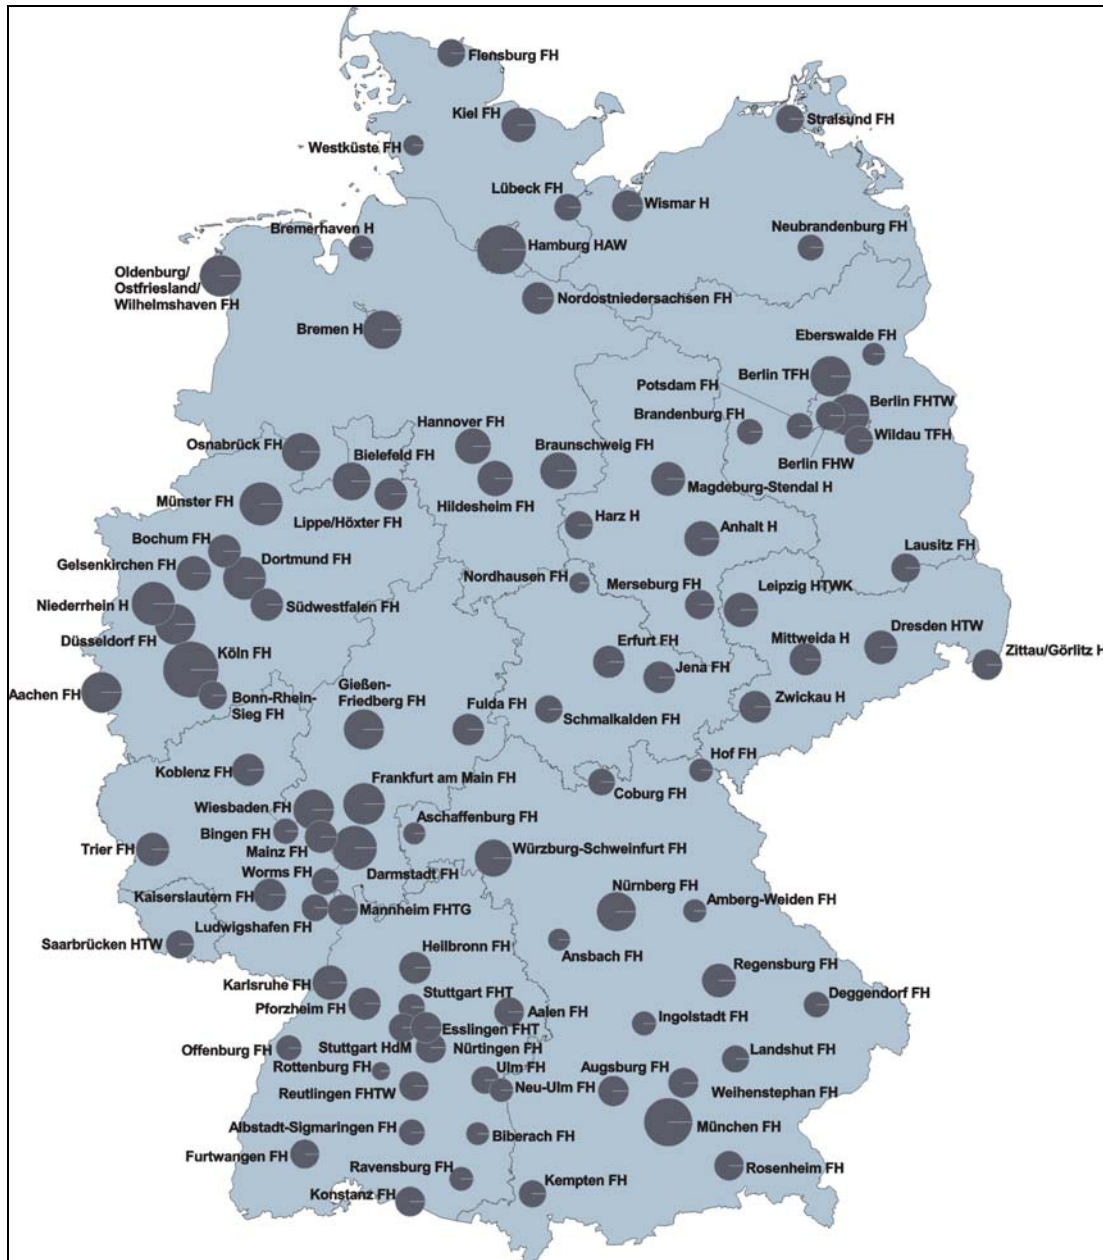 Flensburg FH
Kiel FH
Stralsund FH
Westküste FH
Lübeck FH
Wismar H
Bremerhaven H
Hamburg HAW
Neubrandenburg FH
Oldenburg/
Ostfriesland/
Wilhelmshaven FH
Nordostniedersachsen FH
Bremen H
Eberswalde FH
Berlin TFH
Potsdam FH
Berlin FHTW
Brandenburg FH
Hannover FH
Wildau TFH
Osnabrück FH
Braunschweig FH
Bielefeld FH
Berlin FHW
Magdeburg-Stendal H
Münster FH
Hildesheim FH
Lippe/Höxter FH
Harz H
Anhalt H
Bochum FH
Lausitz FH
Gelsenkirchen FH
Dortmund FH
Nordhausen FH
Merseburg FH
Leipzig HTWK
Niederrhein H
Südwestfalen FH
Düsseldorf FH
Erfurt FH
Mittweida H
Dresden HTW
Zittau/Görlitz H
Köln FH
Jena FH
Aachen FH
Bonn-Rhein-
Sieg FH
Gießen-
Friedberg FH
Fulda FH
Schmalkalden FH
Zwickau H
Hof FH
Koblenz FH
Frankfurt am Main FH
Coburg FH
Wiesbaden FH
Aschaffenburg FH
Bingen FH
Trier FH
Mainz FH
Würzburg-Schweinfurt FH
Worms FH
Darmstadt FH
Nürnberg FH
Kaiserslautern FH
Amberg-Weiden FH
Mannheim FHTG
Ludwigshafen FH
Saarbrücken HTW
Heilbronn FH
Ansbach FH
Regensburg FH
Karlsruhe FH
Stuttgart FHT
Deggendorf FH
Pforzheim FH
Aalen FH
Ingolstadt FH
Esslingen FHT
Offenburg FH
Stuttgart HdM
Nürtingen FH
Landshut FH
Rottenburg FH
Ulm FH
Augsburg FH
Reutlingen FHTW
Neu-Ulm FH
Weihenstephan FH
Albstadt-Sigmaringen FH
Biberach FH
München FH
Furtwangen FH
Ravensburg FH
Rosenheim FH
Kempten FH
Konstanz FH